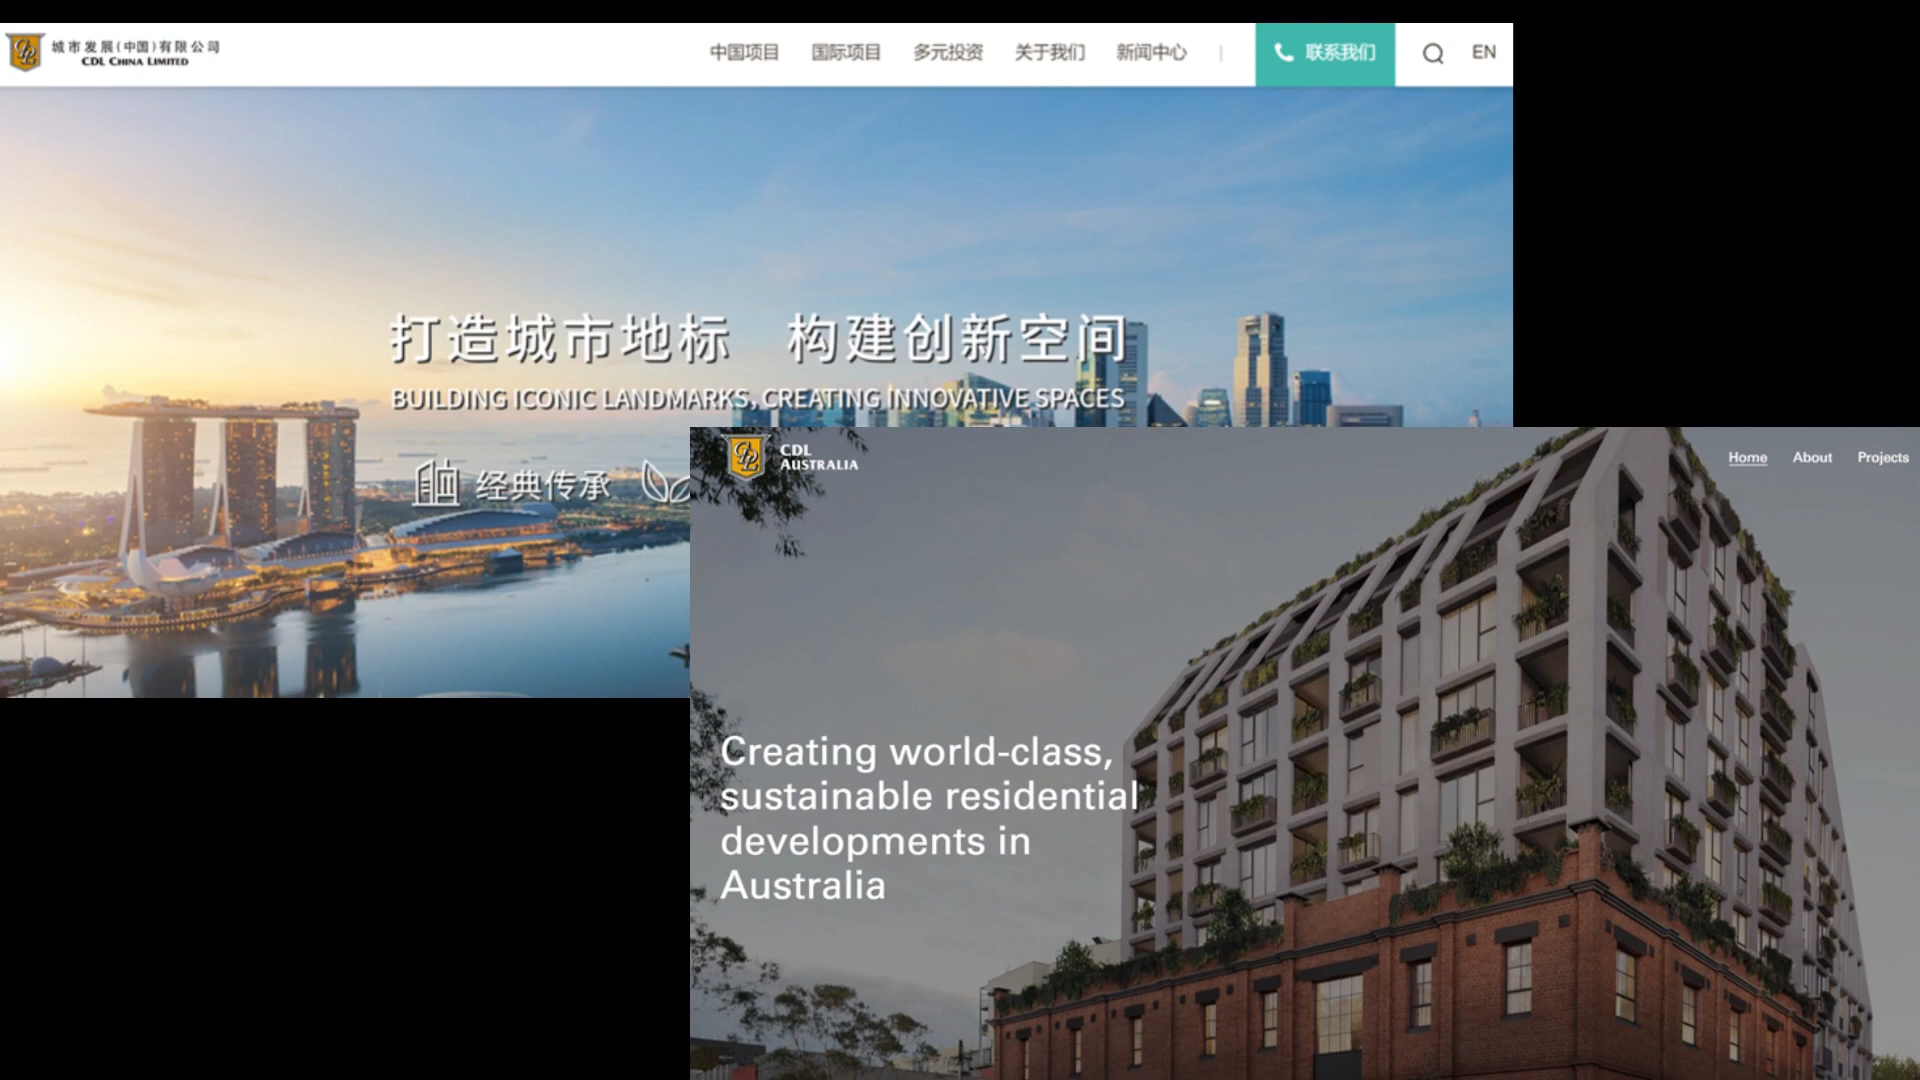 城市发展(中国)有限公司
CDL CHINA LIMITED
中国项目 国际项目 多元投资 关于我们 新闻中心 | 联系我们 EN
打造城市地标 构建创新空间
BUILDING ICONIC LANDMARKS, CREATING INNOVATIVE SPACES
经典传承
CDL
AUSTRALIA
Home About Projects
Creating world-class,
sustainable residential
developments in
Australia